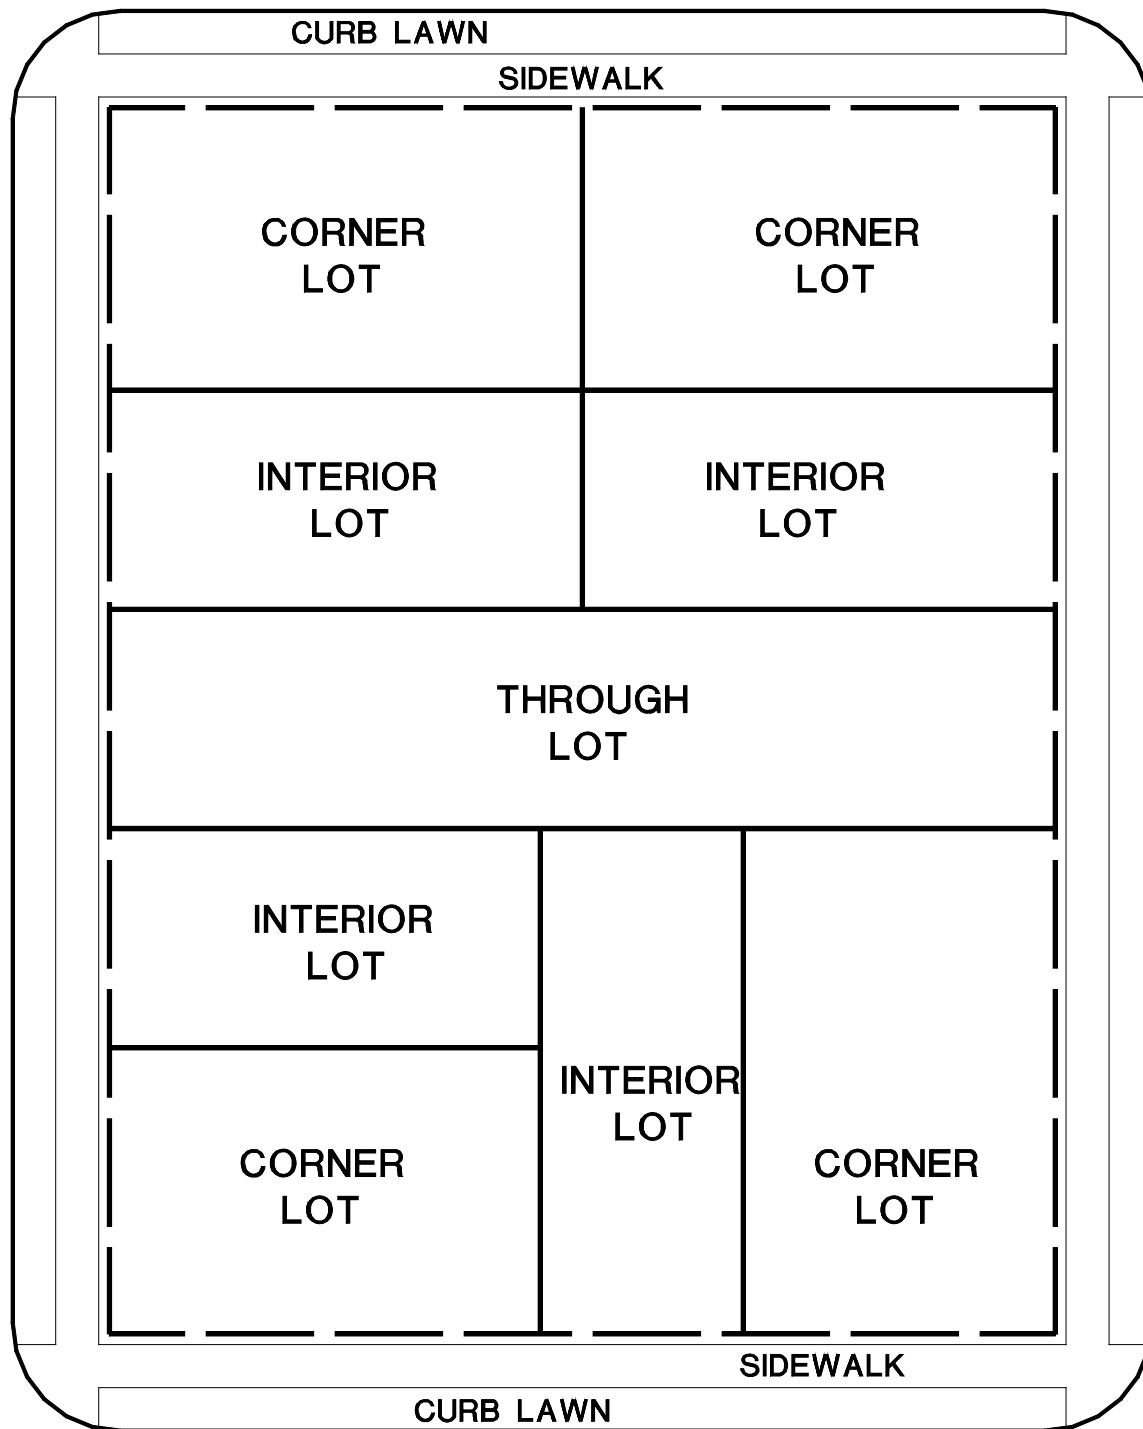 CURB LAWN
SIDEWALK
CORNER
LOT
CORNER
LOT
INTERIOR
LOT
INTERIOR
LOT
THROUGH
LOT
INTERIOR
LOT
INTERIOR
LOT
CORNER
LOT
CORNER
LOT
SIDEWALK
CURB LAWN